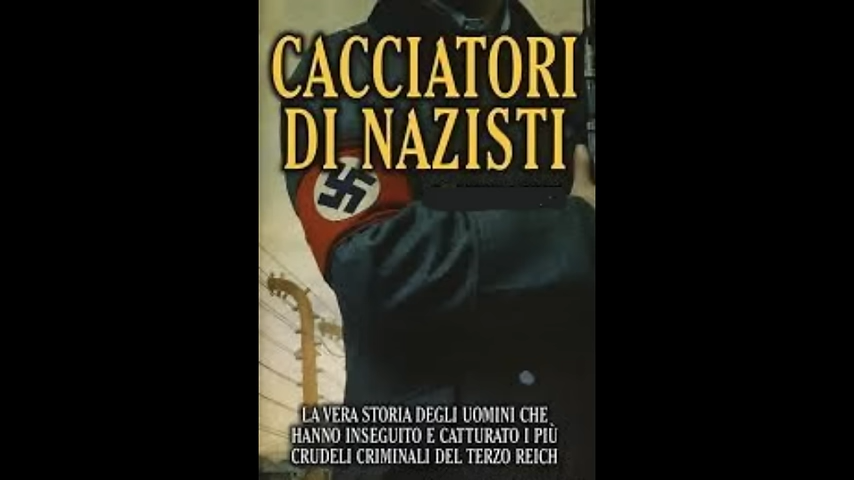 CACCIATORI
DI NAZISTI
LA VERA STORIA DEGLI UOMINI CHE
HANNO INSEGUITO E CATTURATO I PIÙ
CRUDELI CRIMINALI DEL TERZO REICH